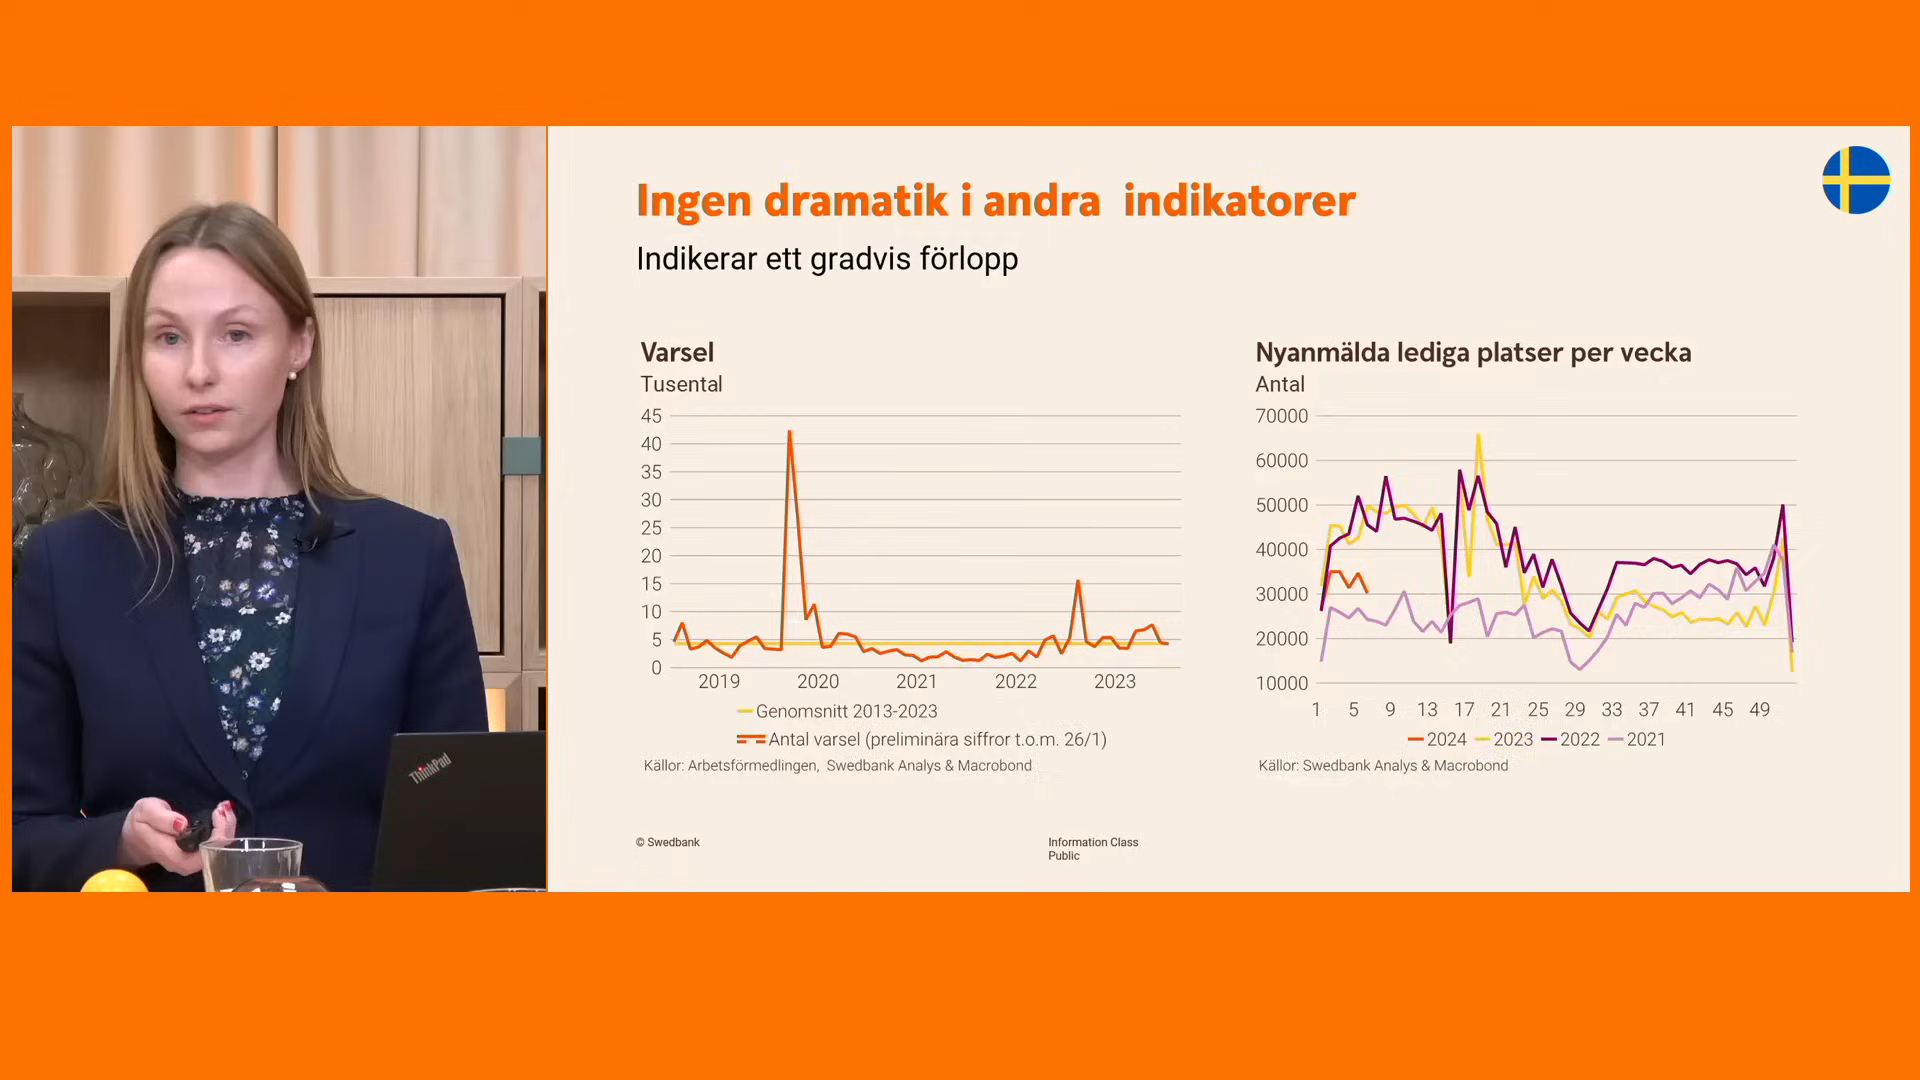 Ingen dramatik i andra indikatorer
Indikerar ett gradvis förlopp
Varsel
Tusental
45
40
35
30
25
20
15
10
5
0
2019 2020 2021 2022 2023
Genomsnitt 2013-2023
Antal varsel (preliminära siffror t.o.m. 26/1)
Källor: Arbetsförmedlingen, Swedbank Analys & Macrobond
Nyanmälda lediga platser per vecka
Antal
70000
60000
50000
40000
30000
20000
10000
1 5 9 13 17 21 25 29 33 37 41 45 49
2024 2023 2022 2021
Källor: Swedbank Analys & Macrobond
© Swedbank
Information Class
Public
ThinkPad